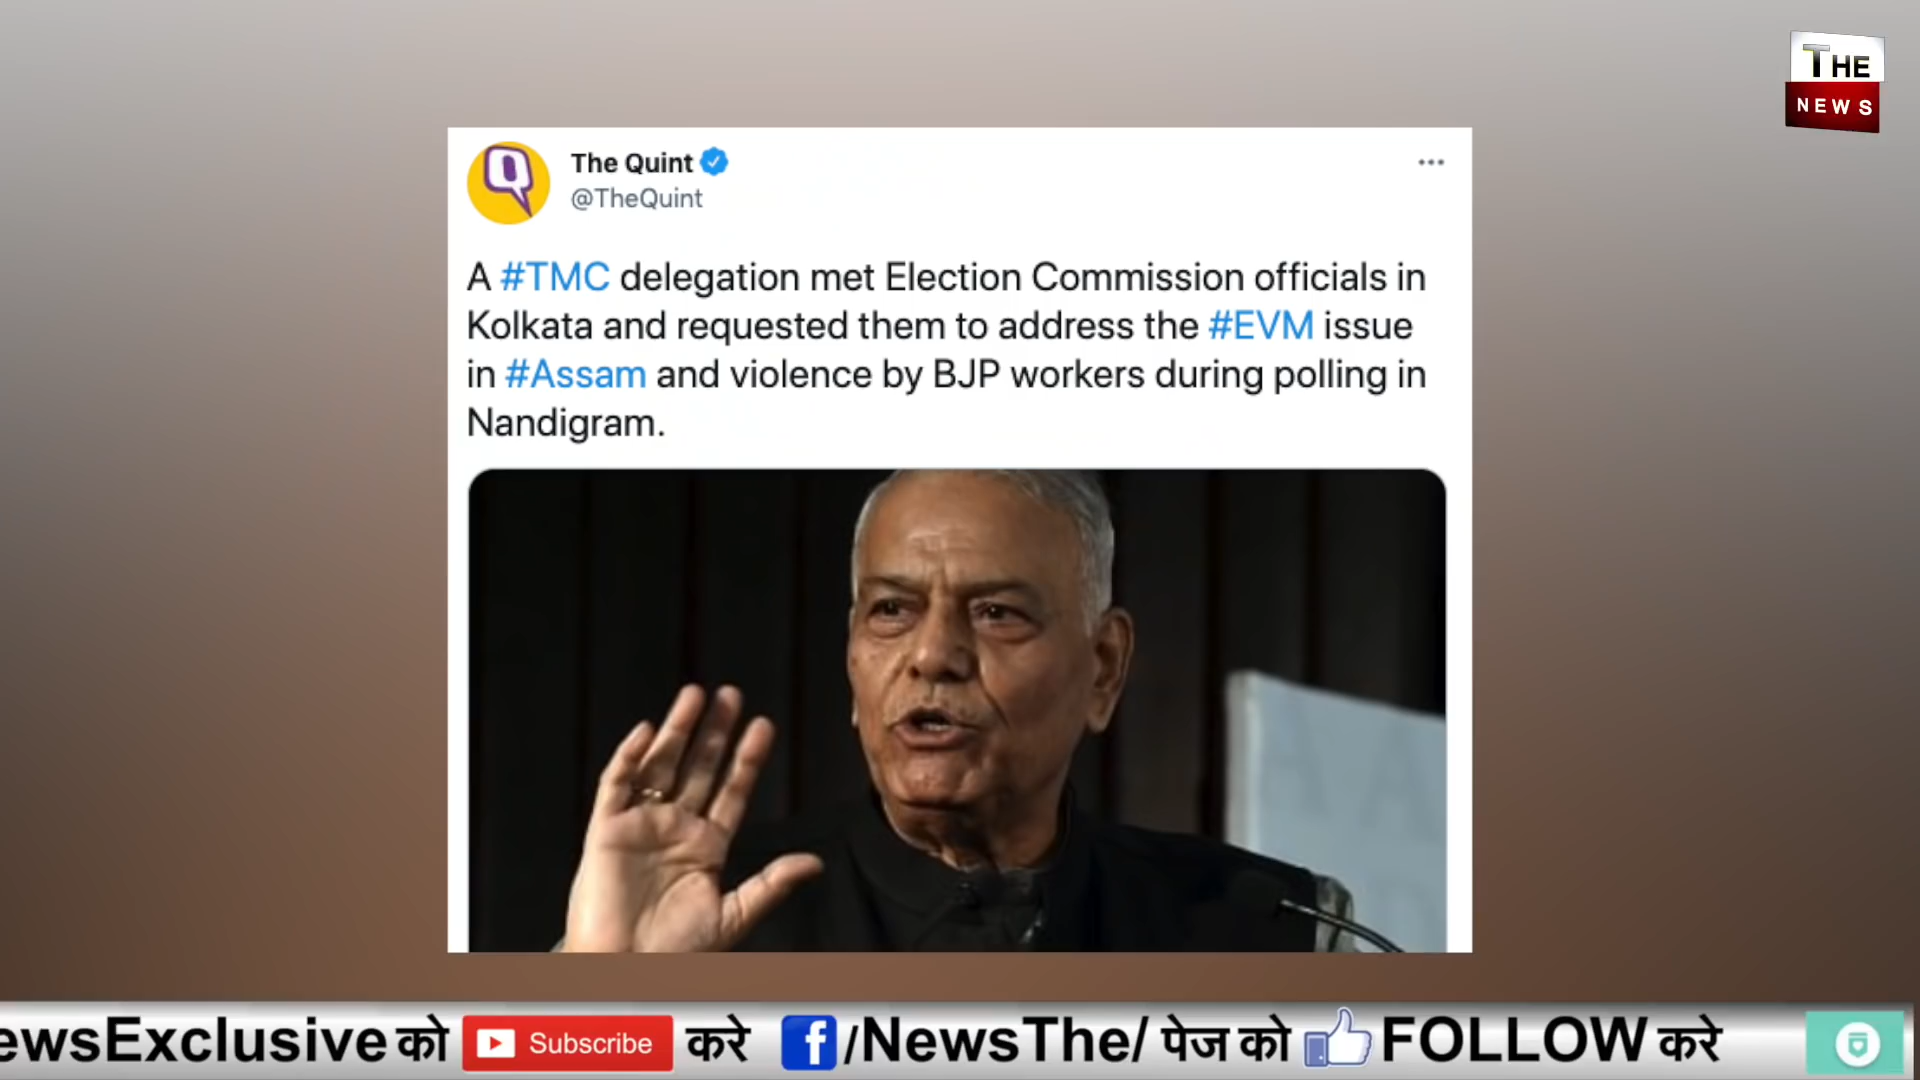 THE
NEWS
The Quint
@TheQuint
A #TMC delegation met Election Commission officials in
Kolkata and requested them to address the #EVM issue
in #Assam and violence by BJP workers during polling in
Nandigram.
ewsExclusive को Subscribe करे f/NewsThe/ पेज को FOLLOW करे